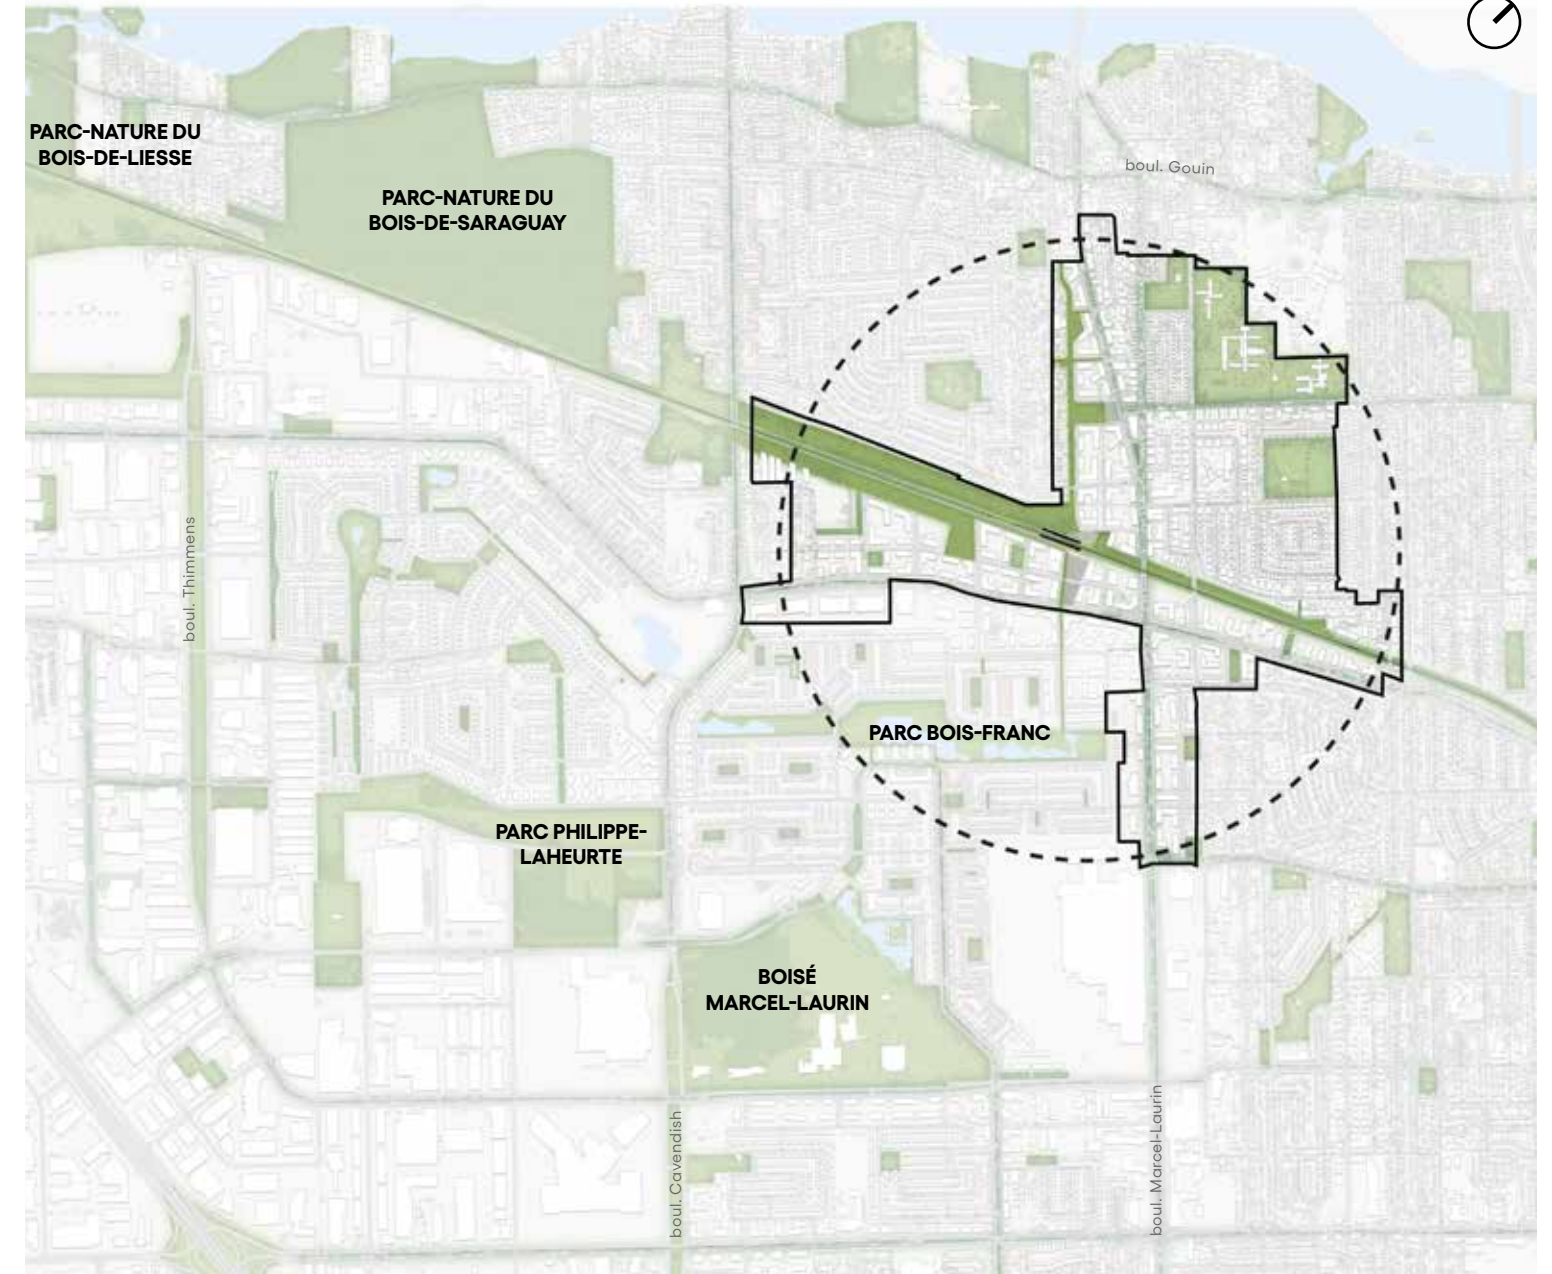 PARC-NATURE DU
BOIS-DE-LIESSE
boul. Gouin
PARC-NATURE DU
BOIS-DE-SARAGUAY
boul. Thimmens
PARC BOIS-FRANC
PARC PHILIPPE-
LAHEURTE
BOISÉ
MARCEL-LAURIN
boul. Cavendish
boul. Marcel-Laurin